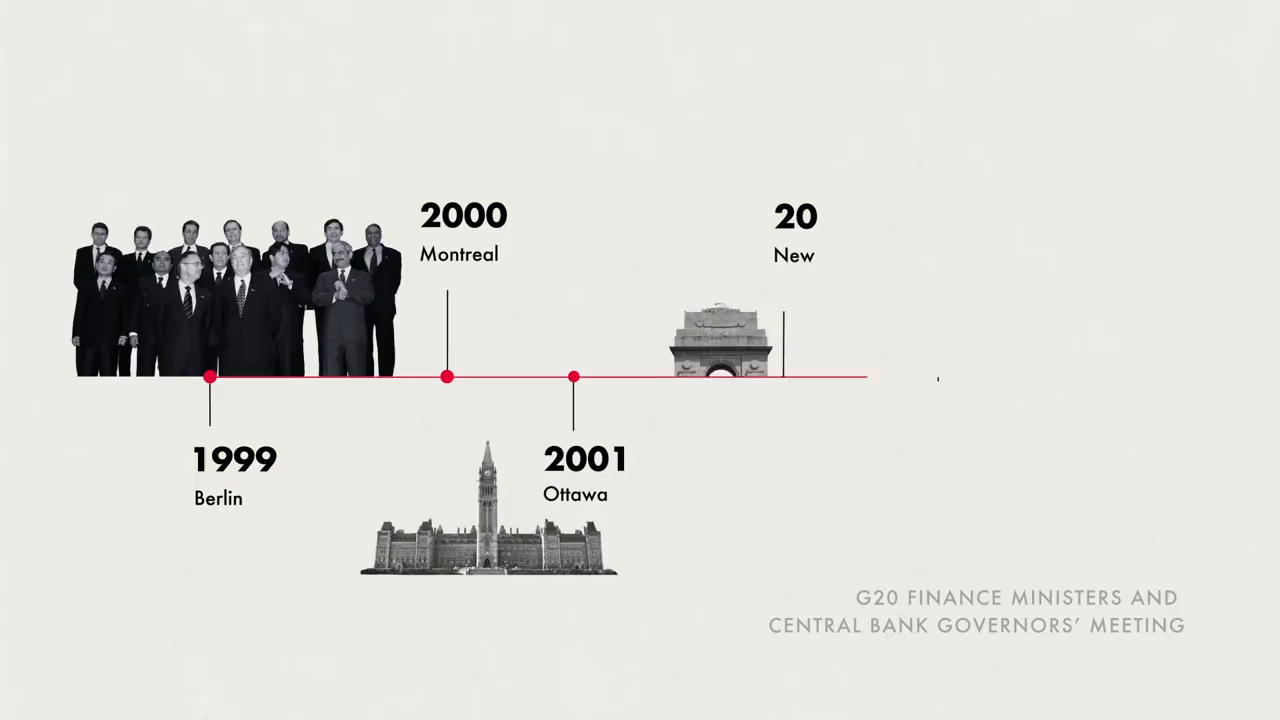 2000
Montreal
20
New
1999
Berlin
2001
Ottawa
G20 FINANCE MINISTERS AND
CENTRAL BANK GOVERNORS’ MEETING